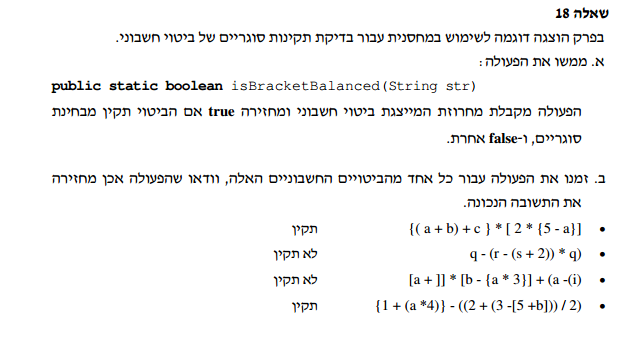 שאלה 18
בפרק הוצגה דוגמה לשימוש במחסנית עבור בדיקת תקינות סוגריים של ביטוי חשבוני.
א. ממשו את הפעולה:
public static boolean isBracketBalanced(String str)
הפעולה מקבלת מחרוזת המייצגת ביטוי חשבוני ומחזירה true אם הביטוי תקין מבחינת
סוגריים, ו-false אחרת.
ב. זמנו את הפעולה עבור כל אחד מהביטויים החשבוניים האלה, וודאו שהפעולה אכן מחזירה
את התשובה הנכונה.
• {( a + b) + c } * [ 2 * {5 - a}] תקין
• q - (r - (s + 2)) * q) לא תקין
• [a + ]] * [b - {a * 3}] + (a -(i) לא תקין
• {1 + (a *4)} - ((2 + (3 -[5 +b])) / 2) תקין